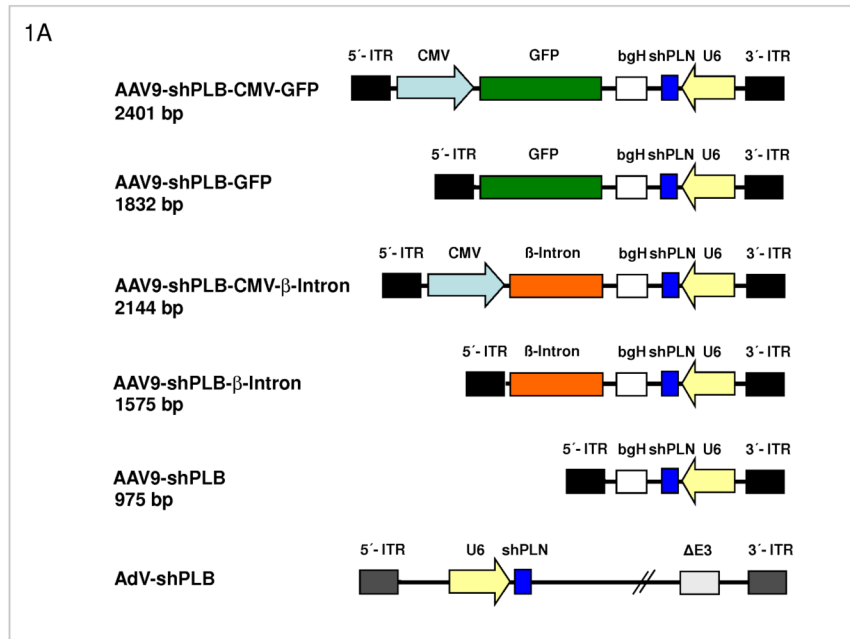 1A
5´- ITR CMV GFP bgH shPLN U6 3´- ITR
AAV9-shPLB-CMV-GFP
2401 bp
5´- ITR GFP bgH shPLN U6 3´- ITR
AAV9-shPLB-GFP
1832 bp
5´- ITR CMV ß-Intron bgH shPLN U6 3´- ITR
AAV9-shPLB-CMV-β-Intron
2144 bp
5´- ITR ß-Intron bgH shPLN U6 3´- ITR
AAV9-shPLB-β-Intron
1575 bp
5´- ITR bgH shPLN U6 3´- ITR
AAV9-shPLB
975 bp
5´- ITR U6 shPLN ΔE3 3´- ITR
AdV-shPLB